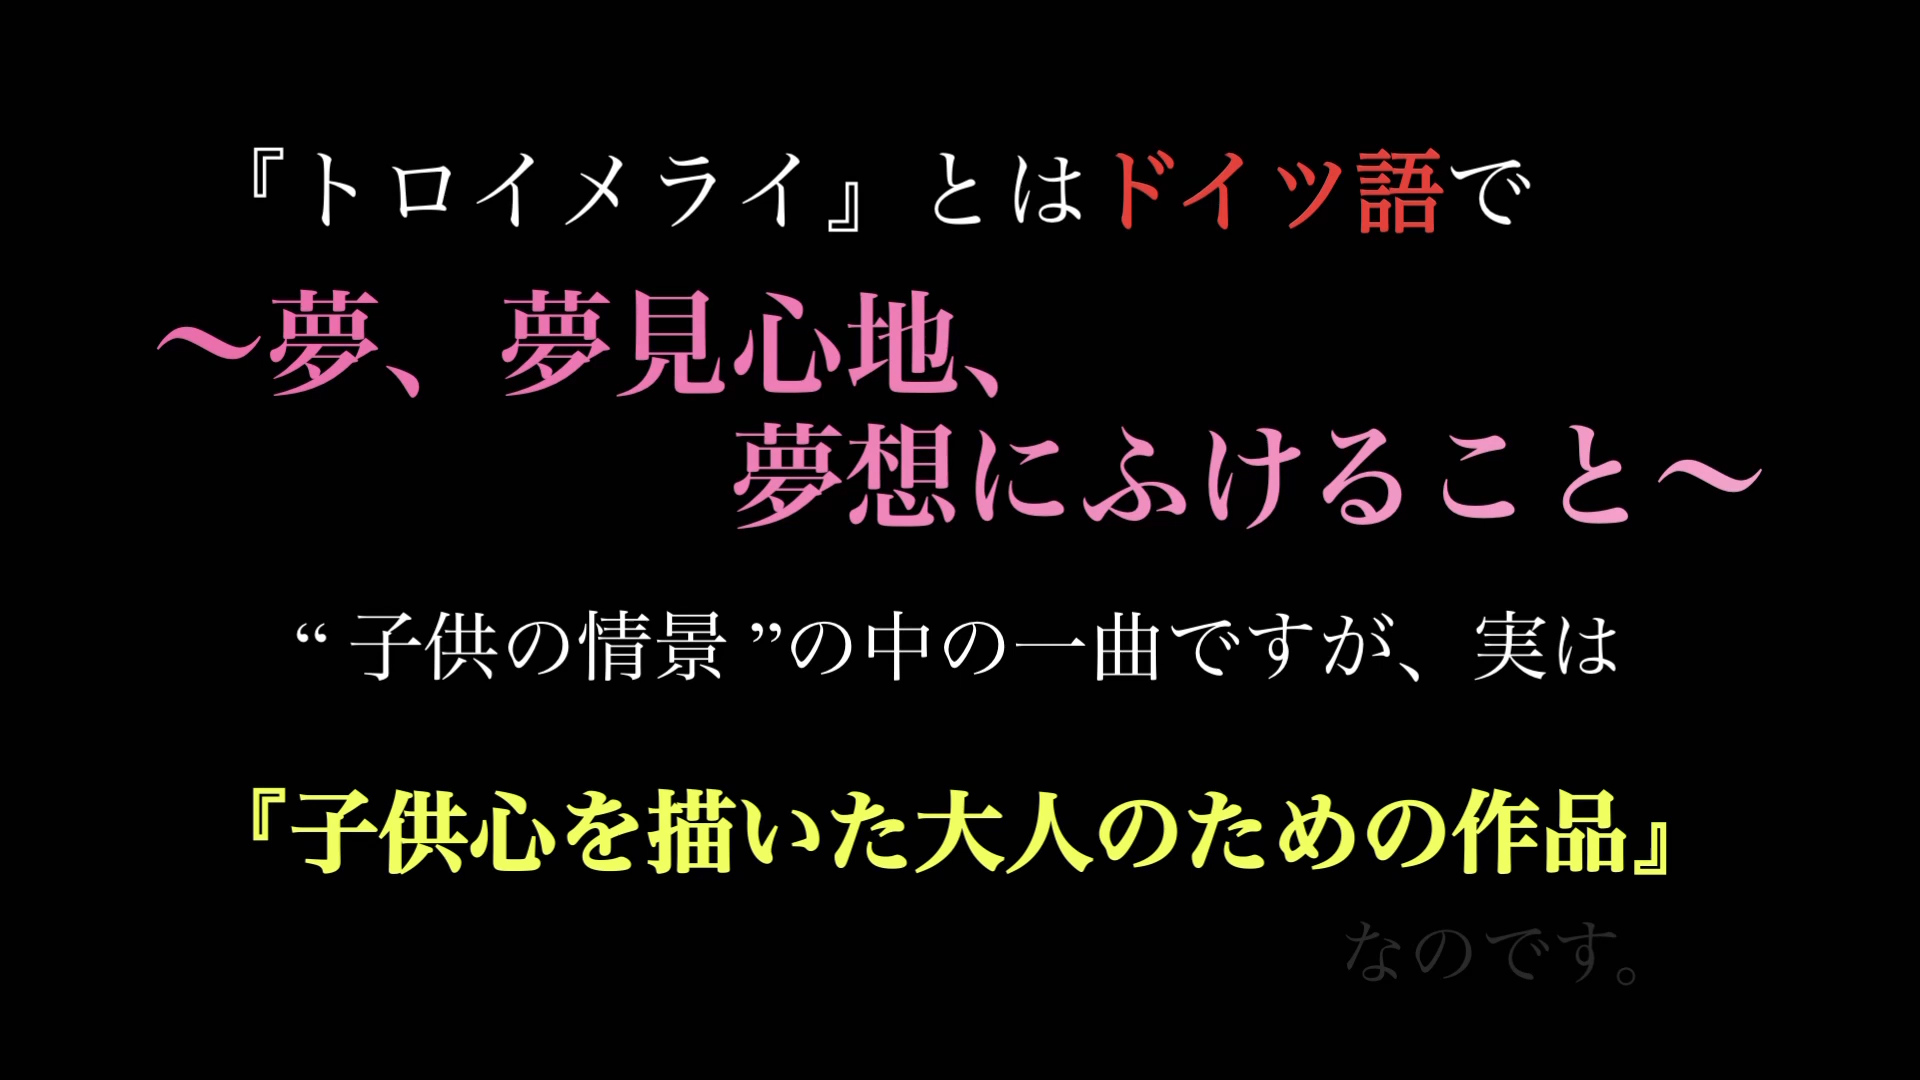 『トロイメライ』とはドイツ語で
〜夢、夢見心地、
夢想にふけること〜
“子供の情景”の中の一曲ですが、実は
『子供心を描いた大人のための作品』
なのです。